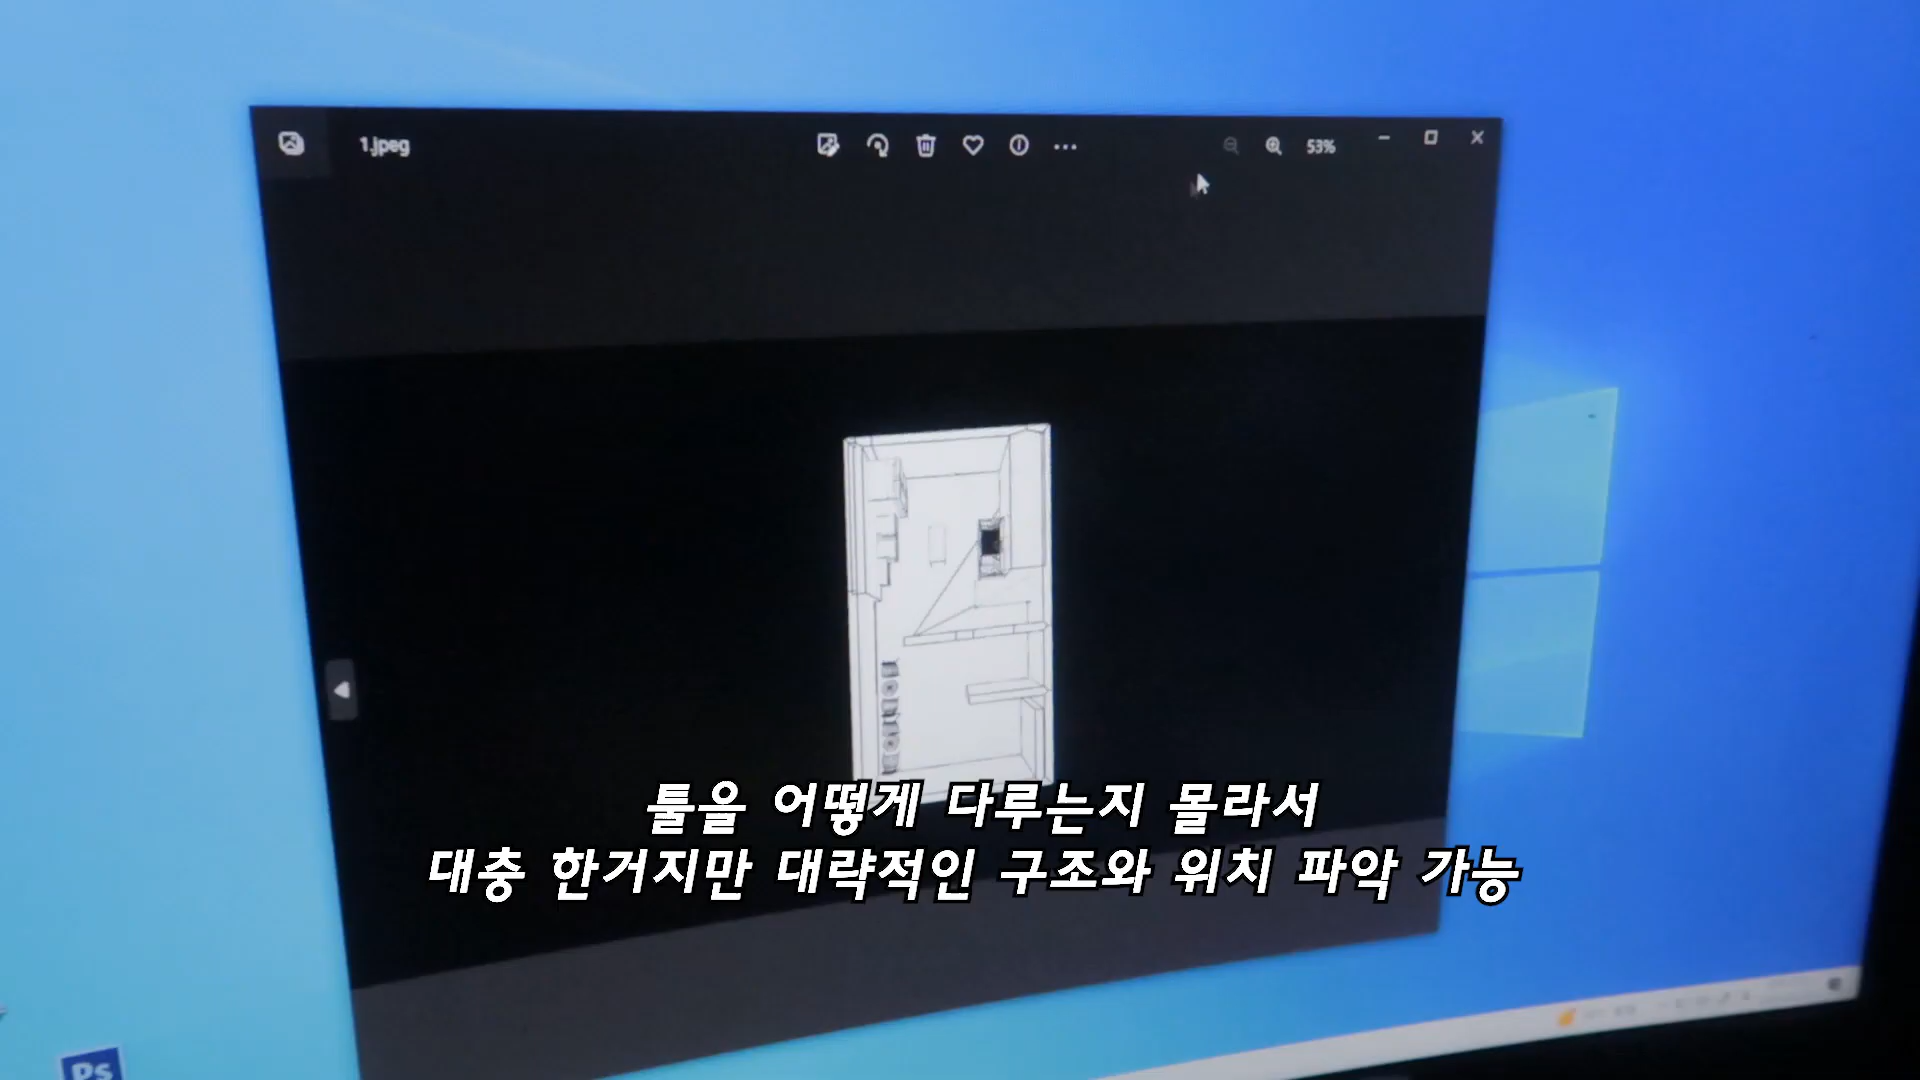 1.jpeg
53%
툴을 어떻게 다루는지 몰라서
대충 한거지만 대략적인 구조와 위치 파악 가능
Ps